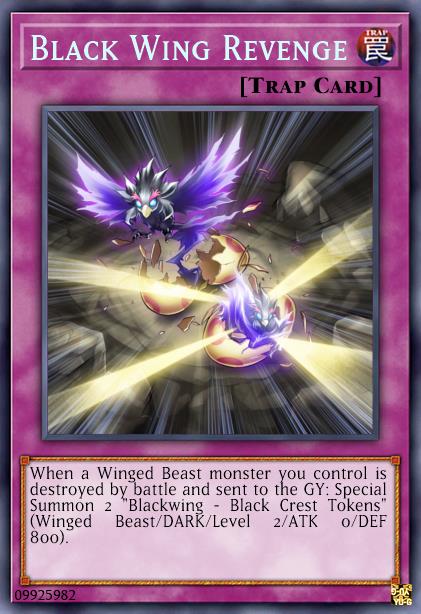 BLACK WING REVENGE
TRAP
罠
[TRAP CARD]
When a Winged Beast monster you control is
destroyed by battle and sent to the GY: Special
Summon 2 "Blackwing - Black Crest Tokens"
(Winged Beast/DARK/Level 2/ATK 0/DEF
800).
09925982